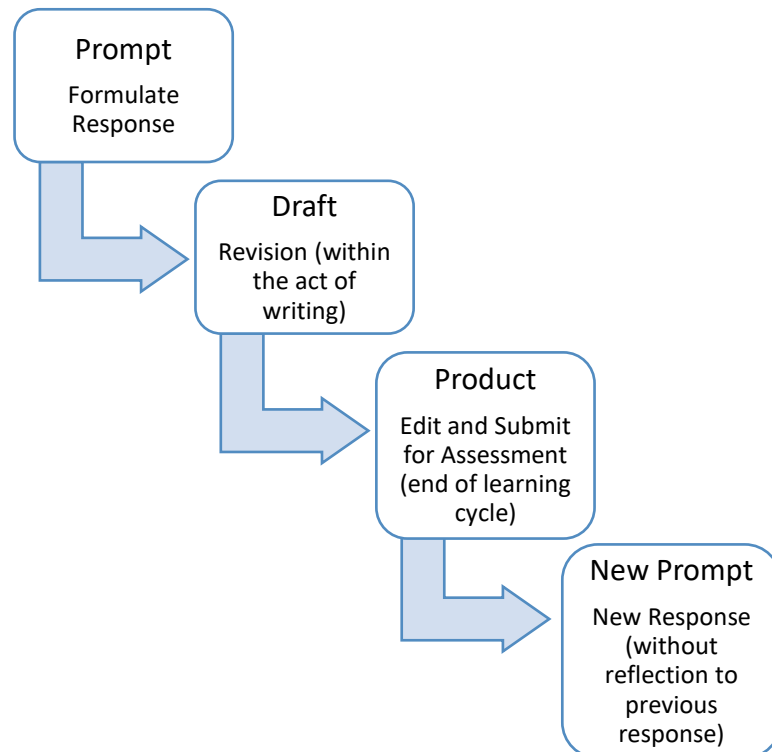 Prompt
Formulate
Response
Draft
Revision (within
the act of
writing)
Product
Edit and Submit
for Assessment
(end of learning
cycle)
New Prompt
New Response
(without
reflection to
previous
response)